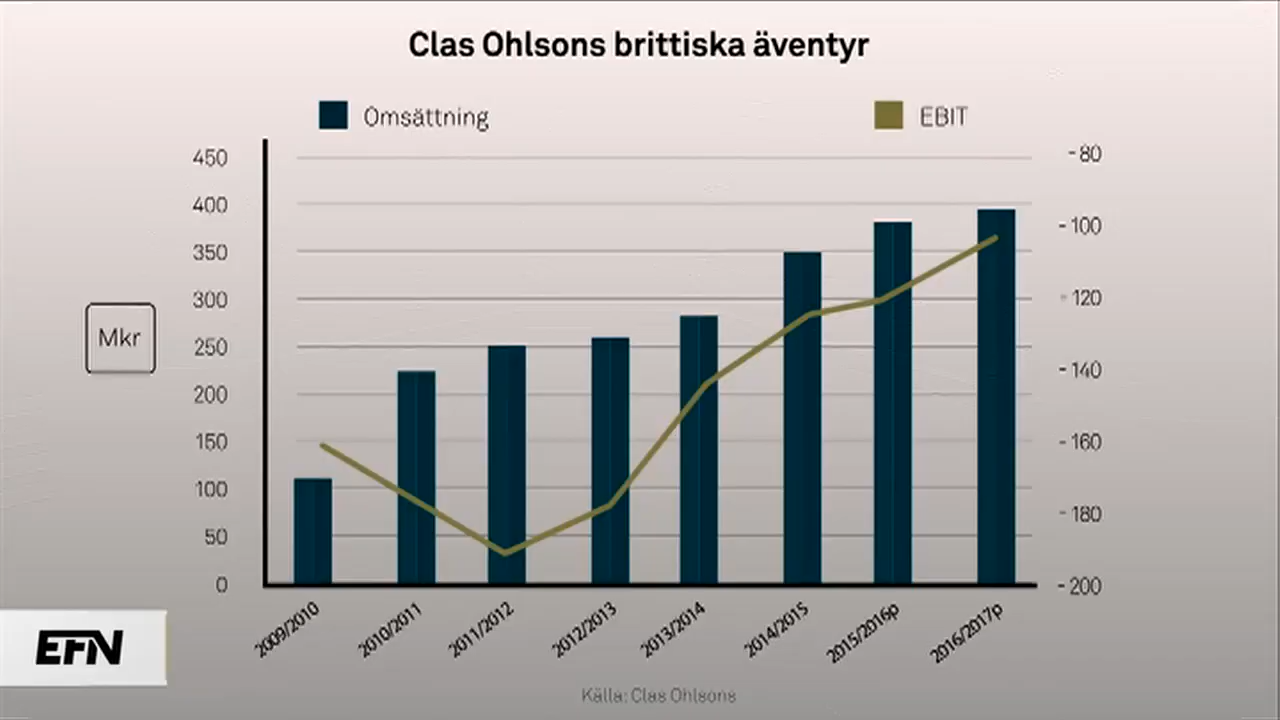 Clas Ohlsons brittiska äventyr
Omsättning
EBIT
450
400
350
300
250
200
150
100
50
0
Mkr
-80
-100
-120
-140
-160
-180
-200
2009/2010
2010/2011
2011/2012
2012/2013
2013/2014
2014/2015
2015/2016p
2016/2017p
EFN
Källa: Clas Ohlsons